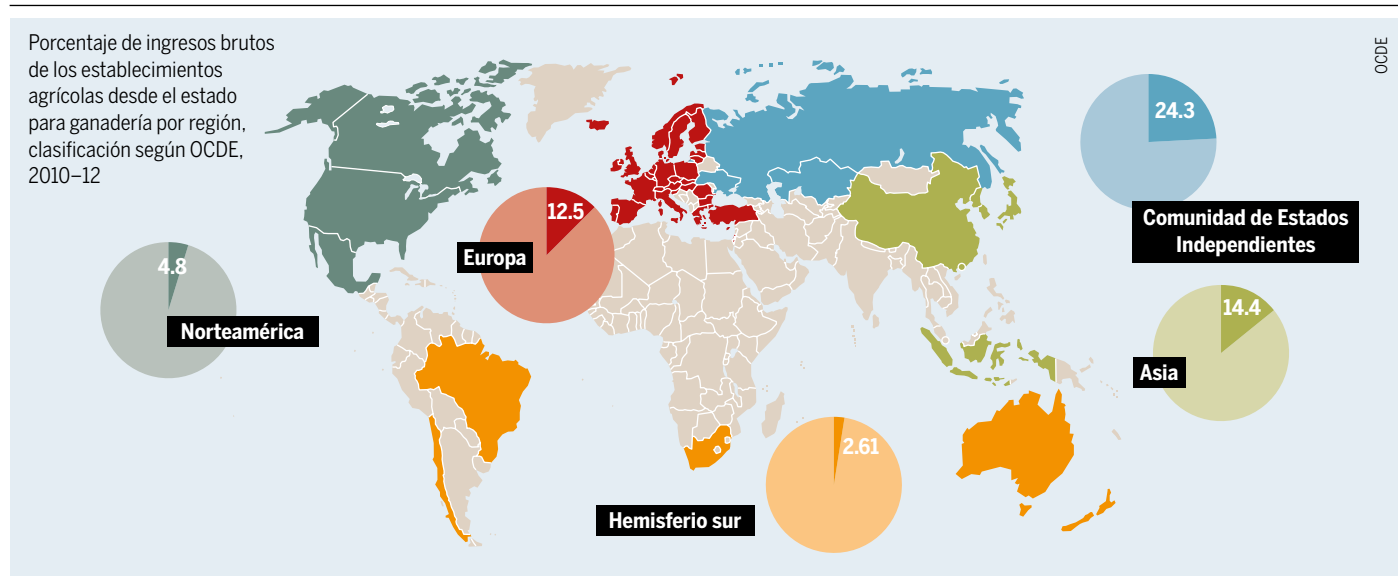 Porcentaje de ingresos brutos
de los establecimientos
agrícolas desde el estado
para ganadería por región,
clasificación según OCDE,
2010–12
OCDE
24.3
Comunidad de Estados
Independientes
12.5
Europa
4.8
Norteamérica
14.4
Asia
2.61
Hemisferio sur